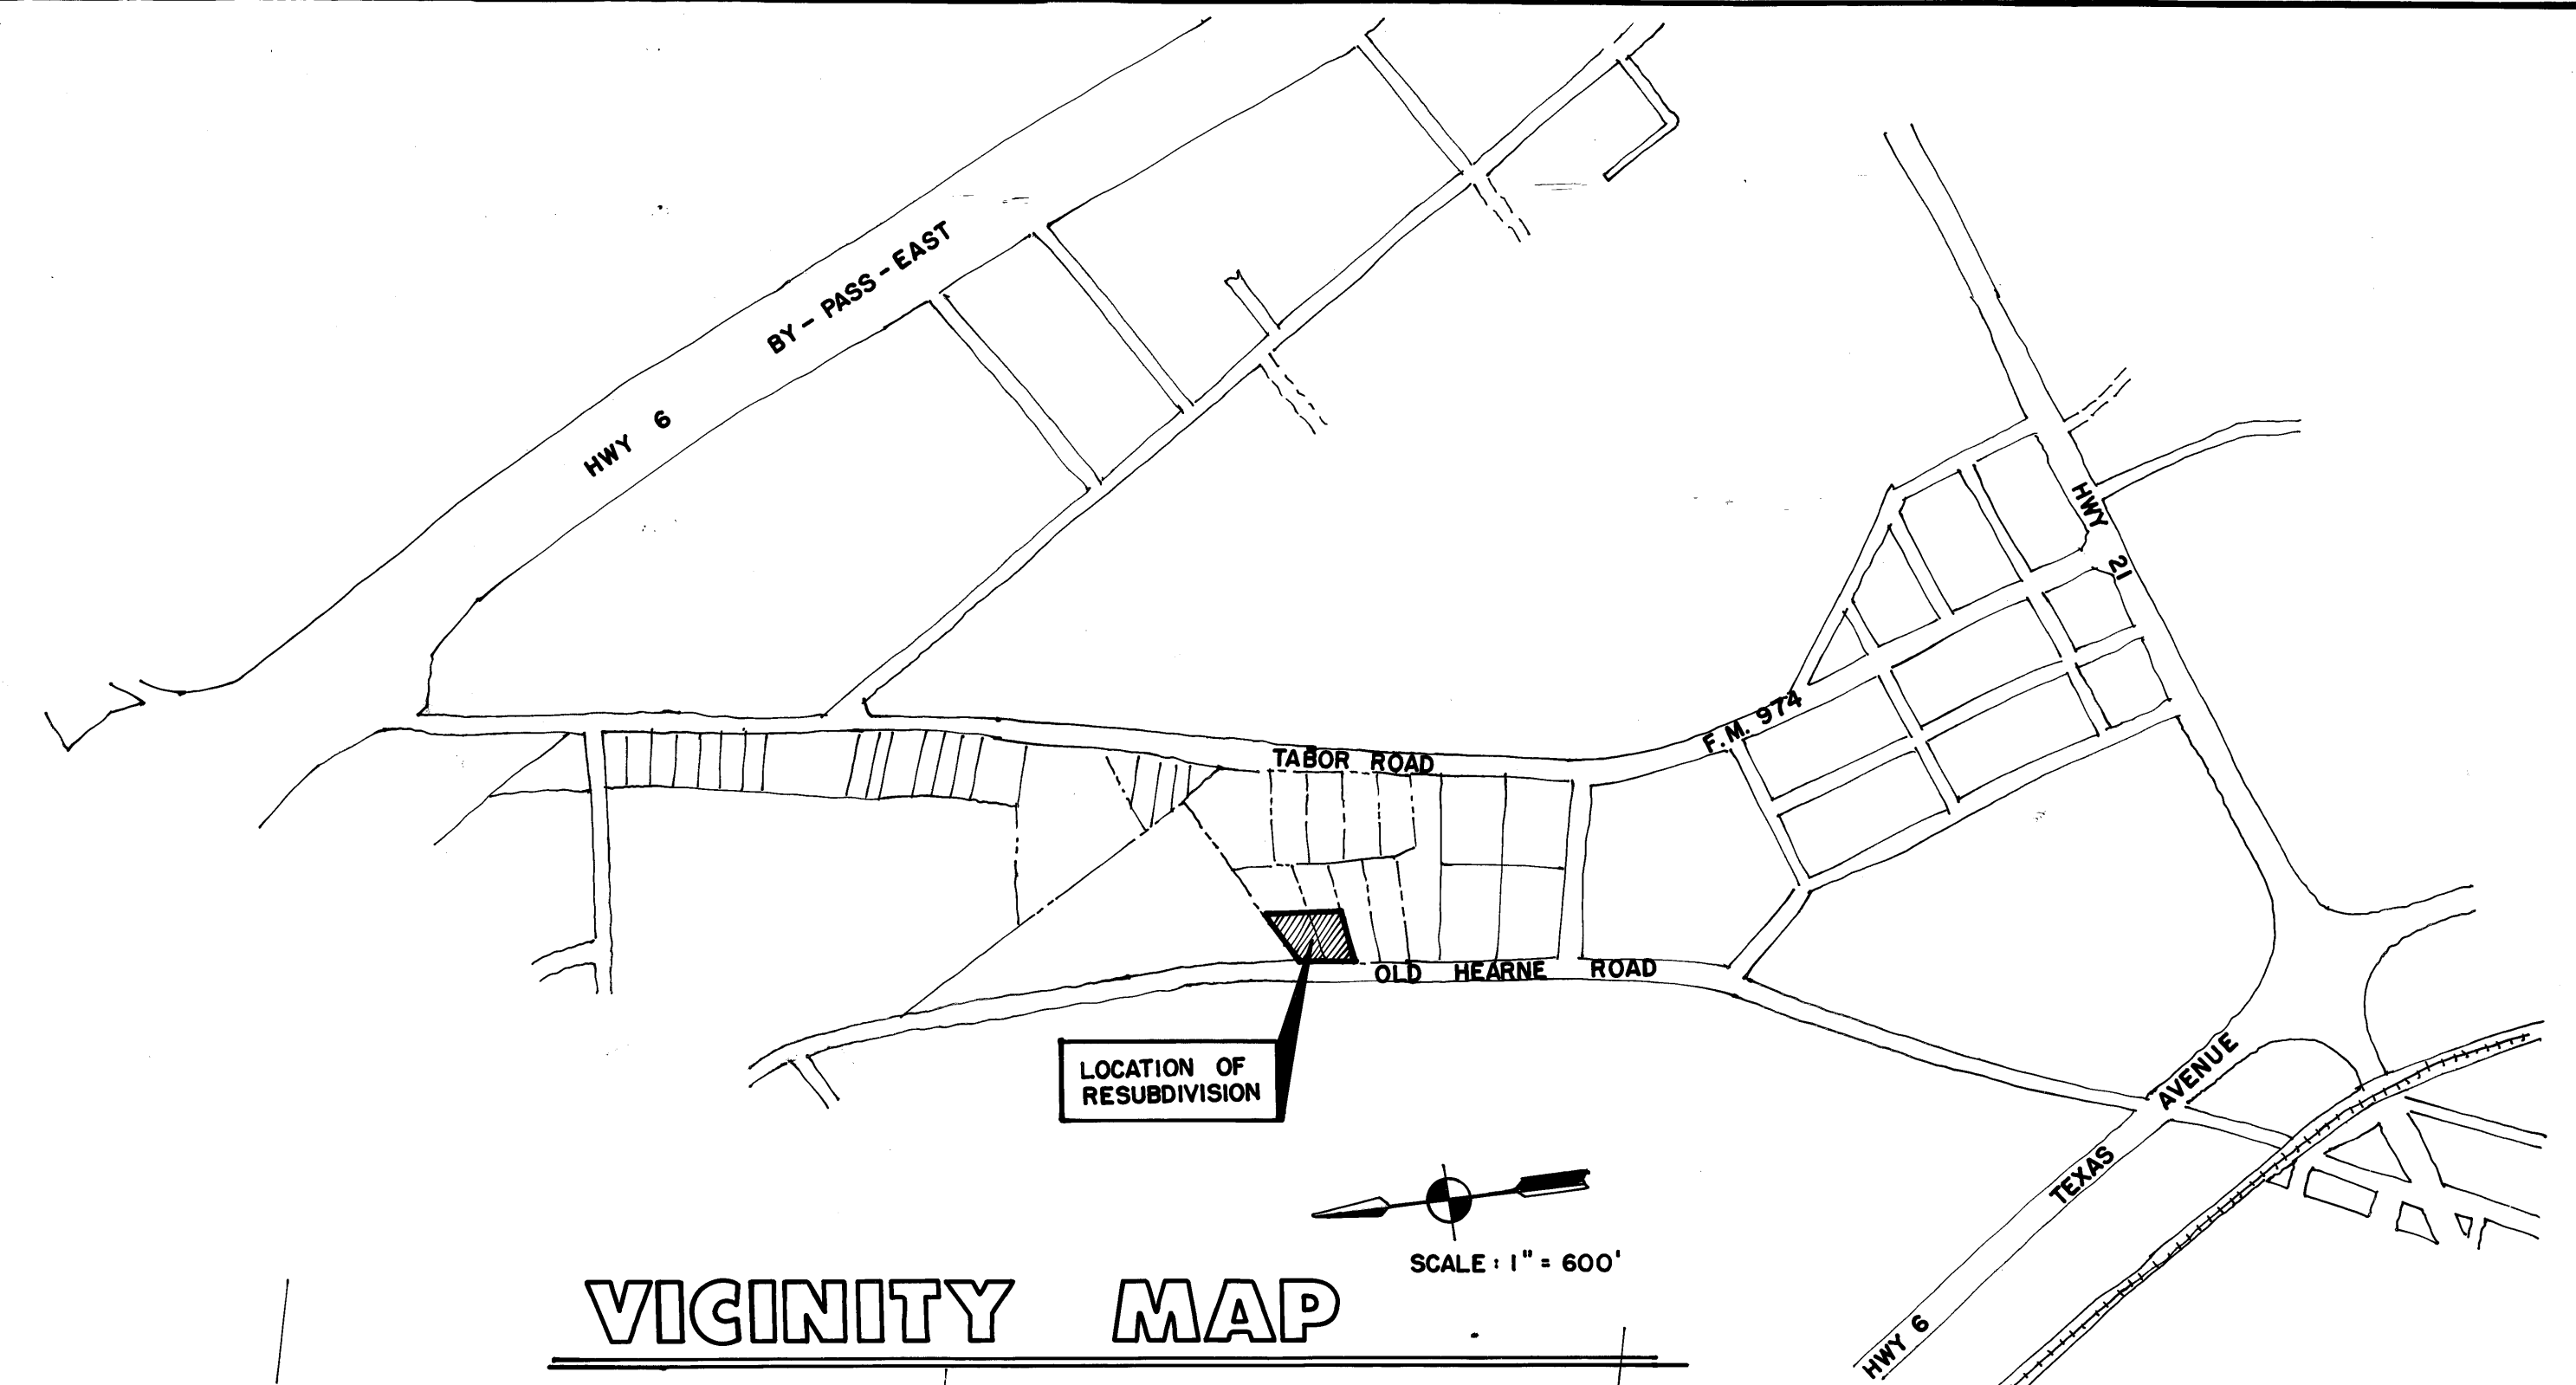 BY - PASS - EAST
HWY 6
HWY 21
F.M. 974
TABOR ROAD
OLD HEARNE ROAD
LOCATION OF
RESUBDIVISION
TEXAS AVENUE
HWY 6
SCALE : 1" = 600'
VICINITY MAP